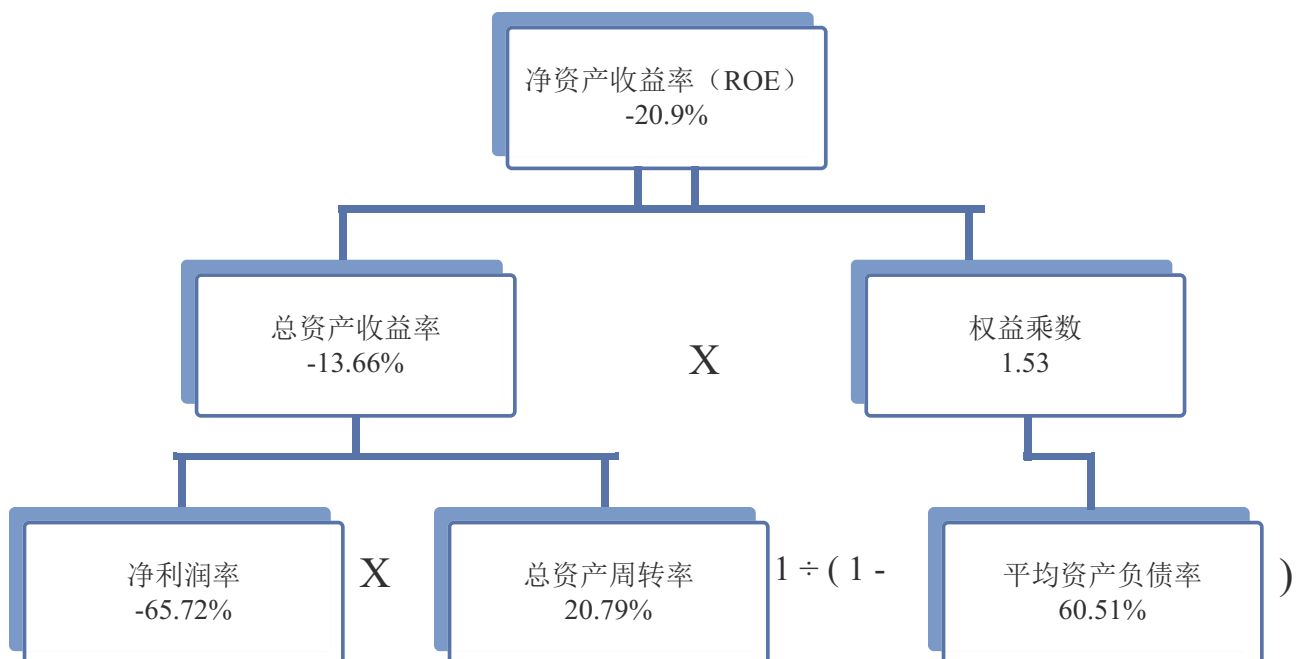 净资产收益率（ROE）
-20.9%
总资产收益率
-13.66%
X
权益乘数
1.53
净利润率
-65.72%
X
总资产周转率
20.79%
1 ÷ ( 1 -
平均资产负债率
60.51%
)